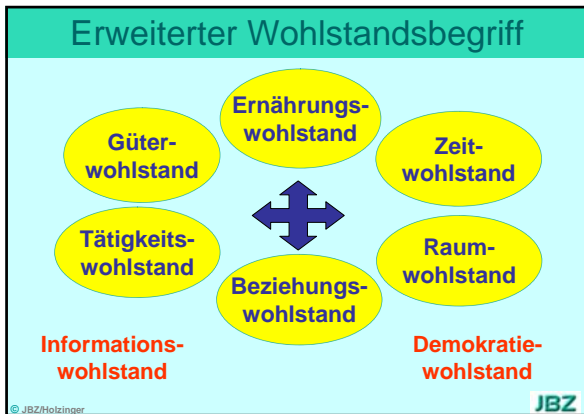 Erweiterter Wohlstandsbegriff
Ernährungs-
wohlstand
Güter-
wohlstand
Zeit-
wohlstand
Tätigkeits-
wohlstand
Raum-
wohlstand
Beziehungs-
wohlstand
Informations-
wohlstand
Demokratie-
wohlstand
© JBZ/Holzinger
JBZ